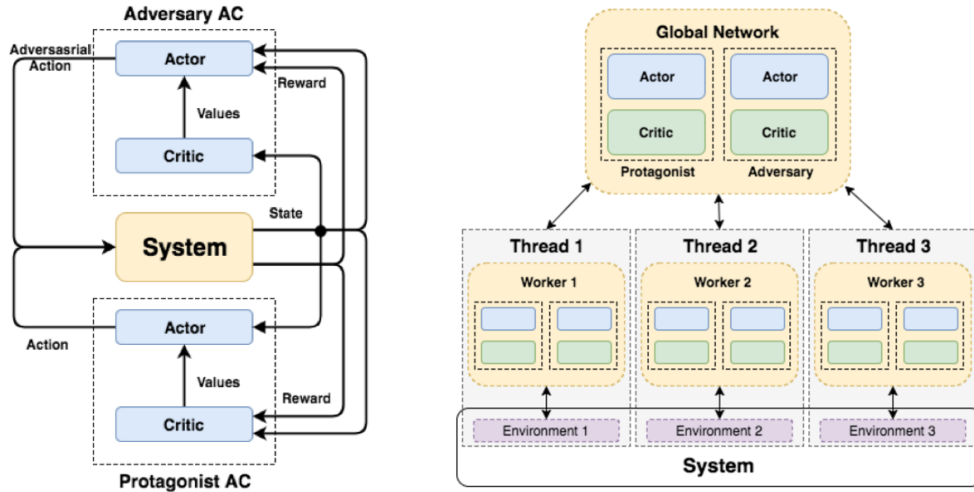 Adversary AC
Adversasrial
Action
Actor
Reward
Values
Critic
State
System
Actor
Action
Values
Reward
Critic
Protagonist AC
Global Network
Actor
Actor
Critic
Critic
Protagonist
Adversary
Thread 1
Thread 2
Thread 3
Worker 1
Worker 2
Worker 3
Environment 1
Environment 2
Environment 3
System